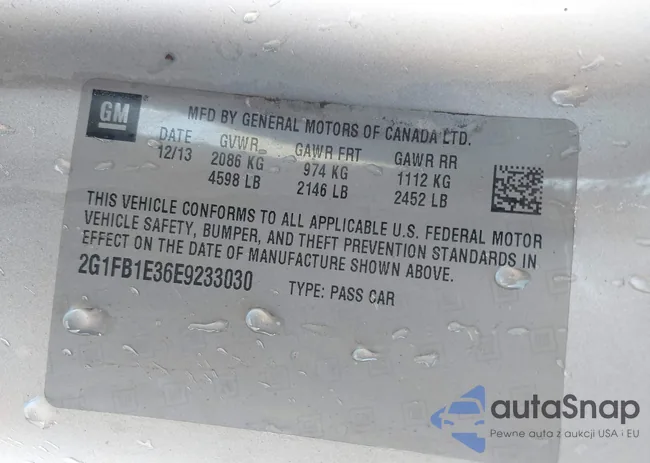 GM
MFD BY GENERAL MOTORS OF CANADA LTD.
DATE GVWR GAWR FRT GAWR RR
12/13 2086 KG 974 KG 1112 KG
4598 LB 2146 LB 2452 LB
THIS VEHICLE CONFORMS TO ALL APPLICABLE U.S. FEDERAL MOTOR
VEHICLE SAFETY, BUMPER, AND THEFT PREVENTION STANDARDS IN
EFFECT ON THE DATE OF MANUFACTURE SHOWN ABOVE.
2G1FB1E36E9233030 TYPE: PASS CAR
autaSnap
Pewne auta z aukcji USA i EU